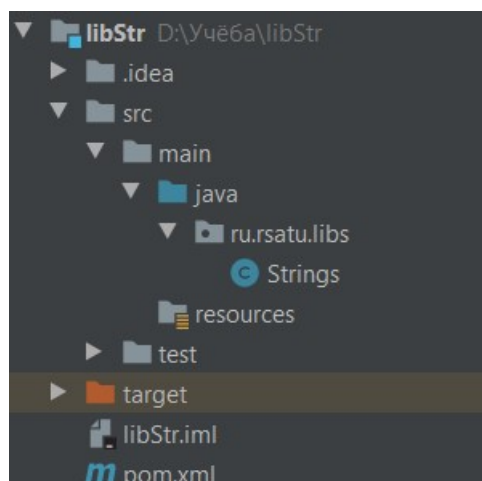 libStr D:\Учёба\libStr
.idea
src
main
java
ru.rsatu.libs
Strings
resources
test
target
libStr.iml
pom.xml